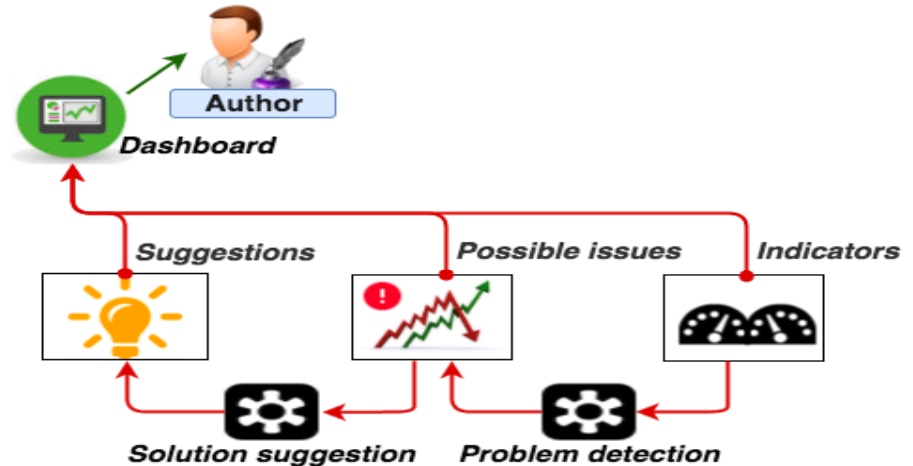 Author
Dashboard
Suggestions
Possible issues
Indicators
!
Solution suggestion
Problem detection